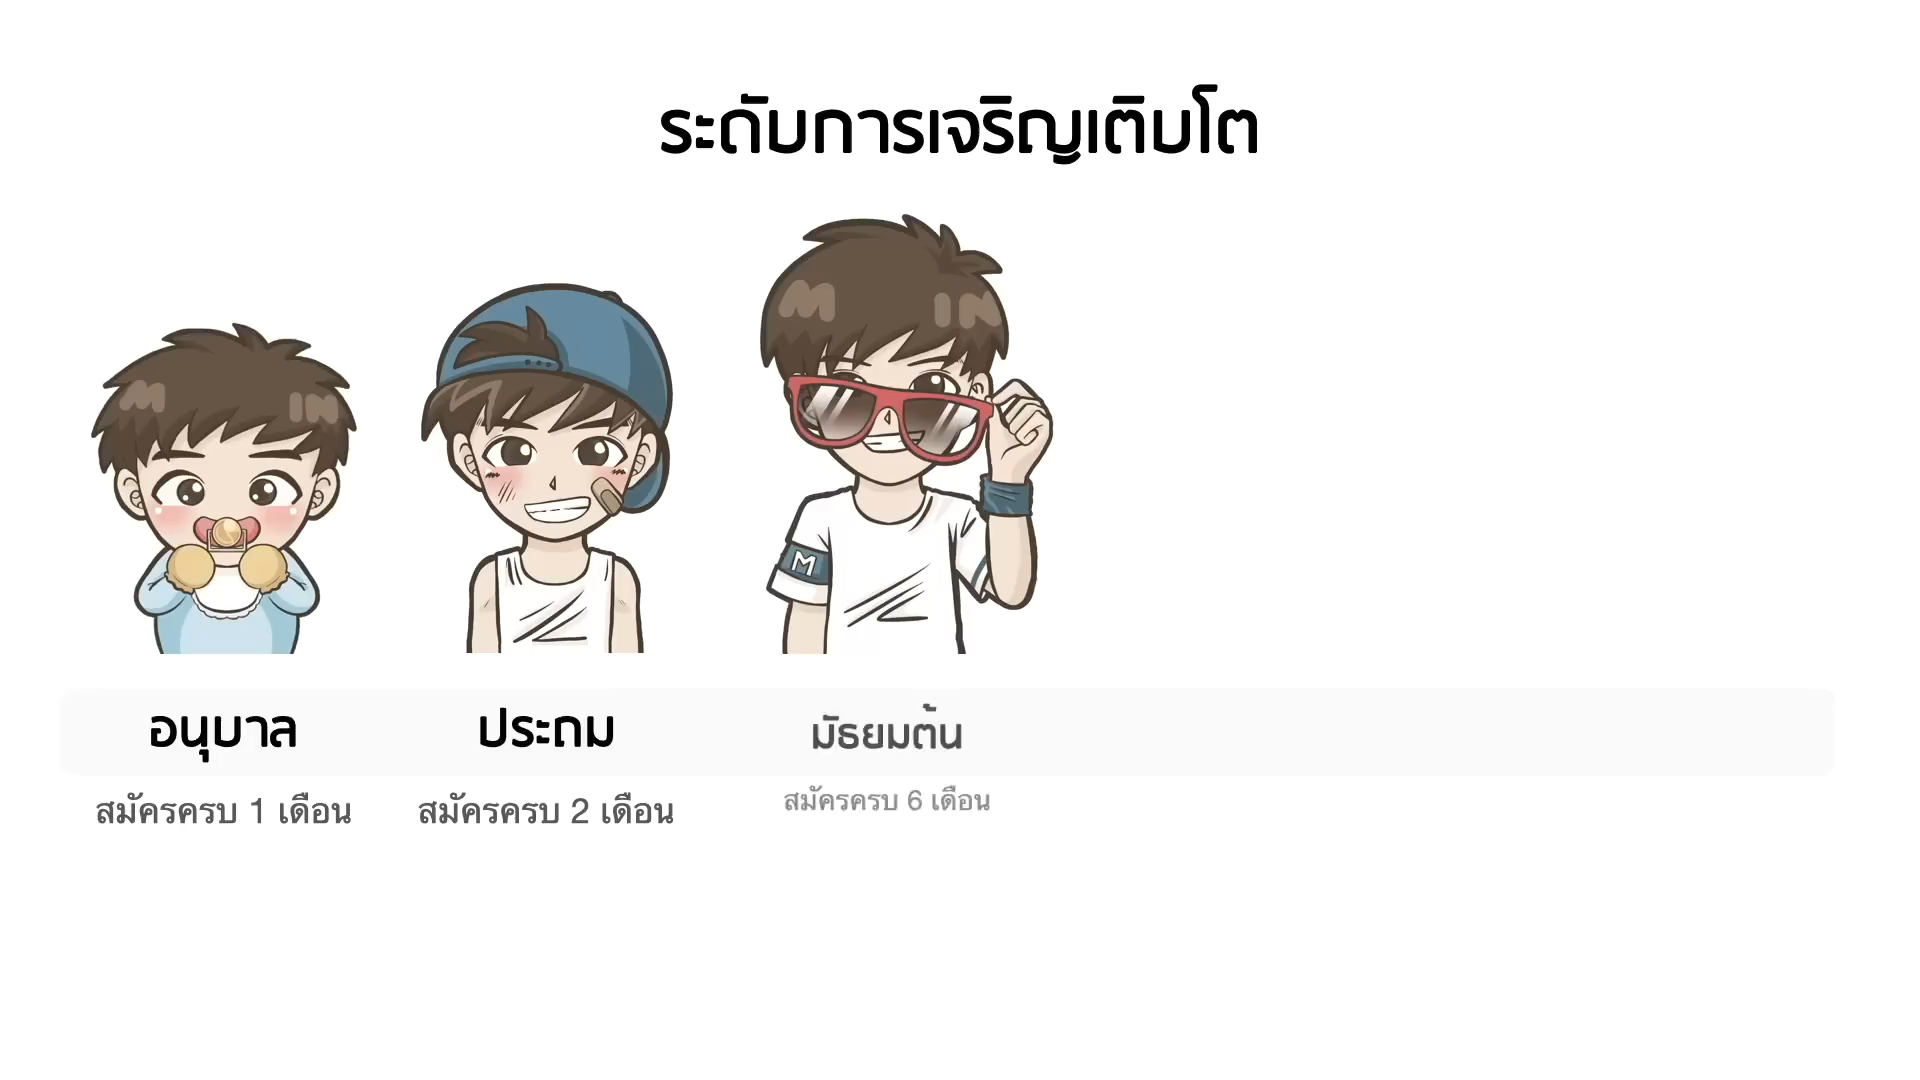 ระดับการเจริญเติบโต
M IN
M IN
M
อนุบาล
ประถม
มัธยมต้น
สมัครครบ 1 เดือน
สมัครครบ 2 เดือน
สมัครครบ 6 เดือน